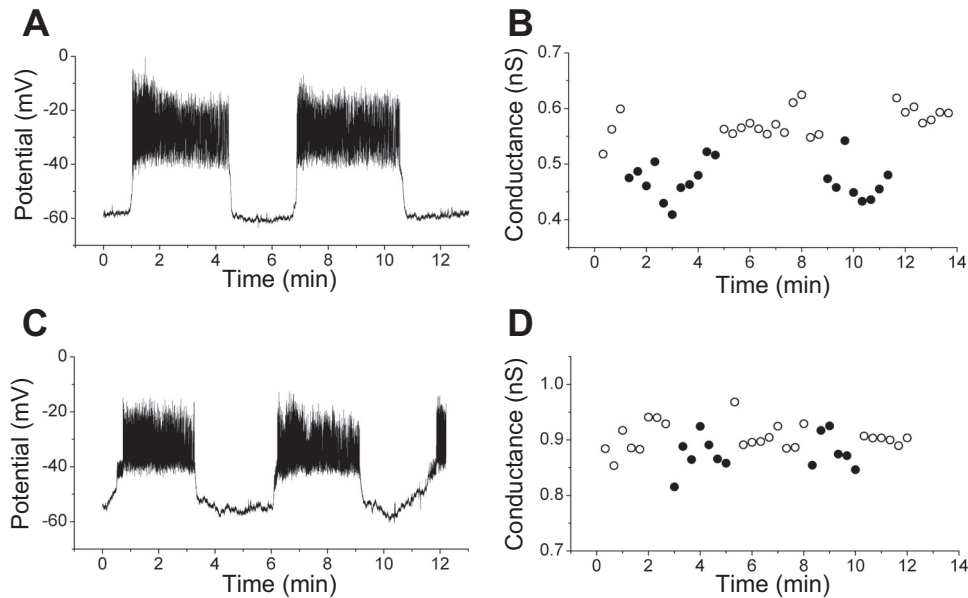 A
Potential (mV)
0
-20
-40
-60
0 2 4 6 8 10 12
Time (min)
B
Conductance (nS)
0.7
0.6
0.5
0.4
0 2 4 6 8 10 12 14
Time (min)
C
Potential (mV)
0
-20
-40
-60
0 2 4 6 8 10 12
Time (min)
D
Conductance (nS)
1.0
0.9
0.8
0.7
0 2 4 6 8 10 12 14
Time (min)